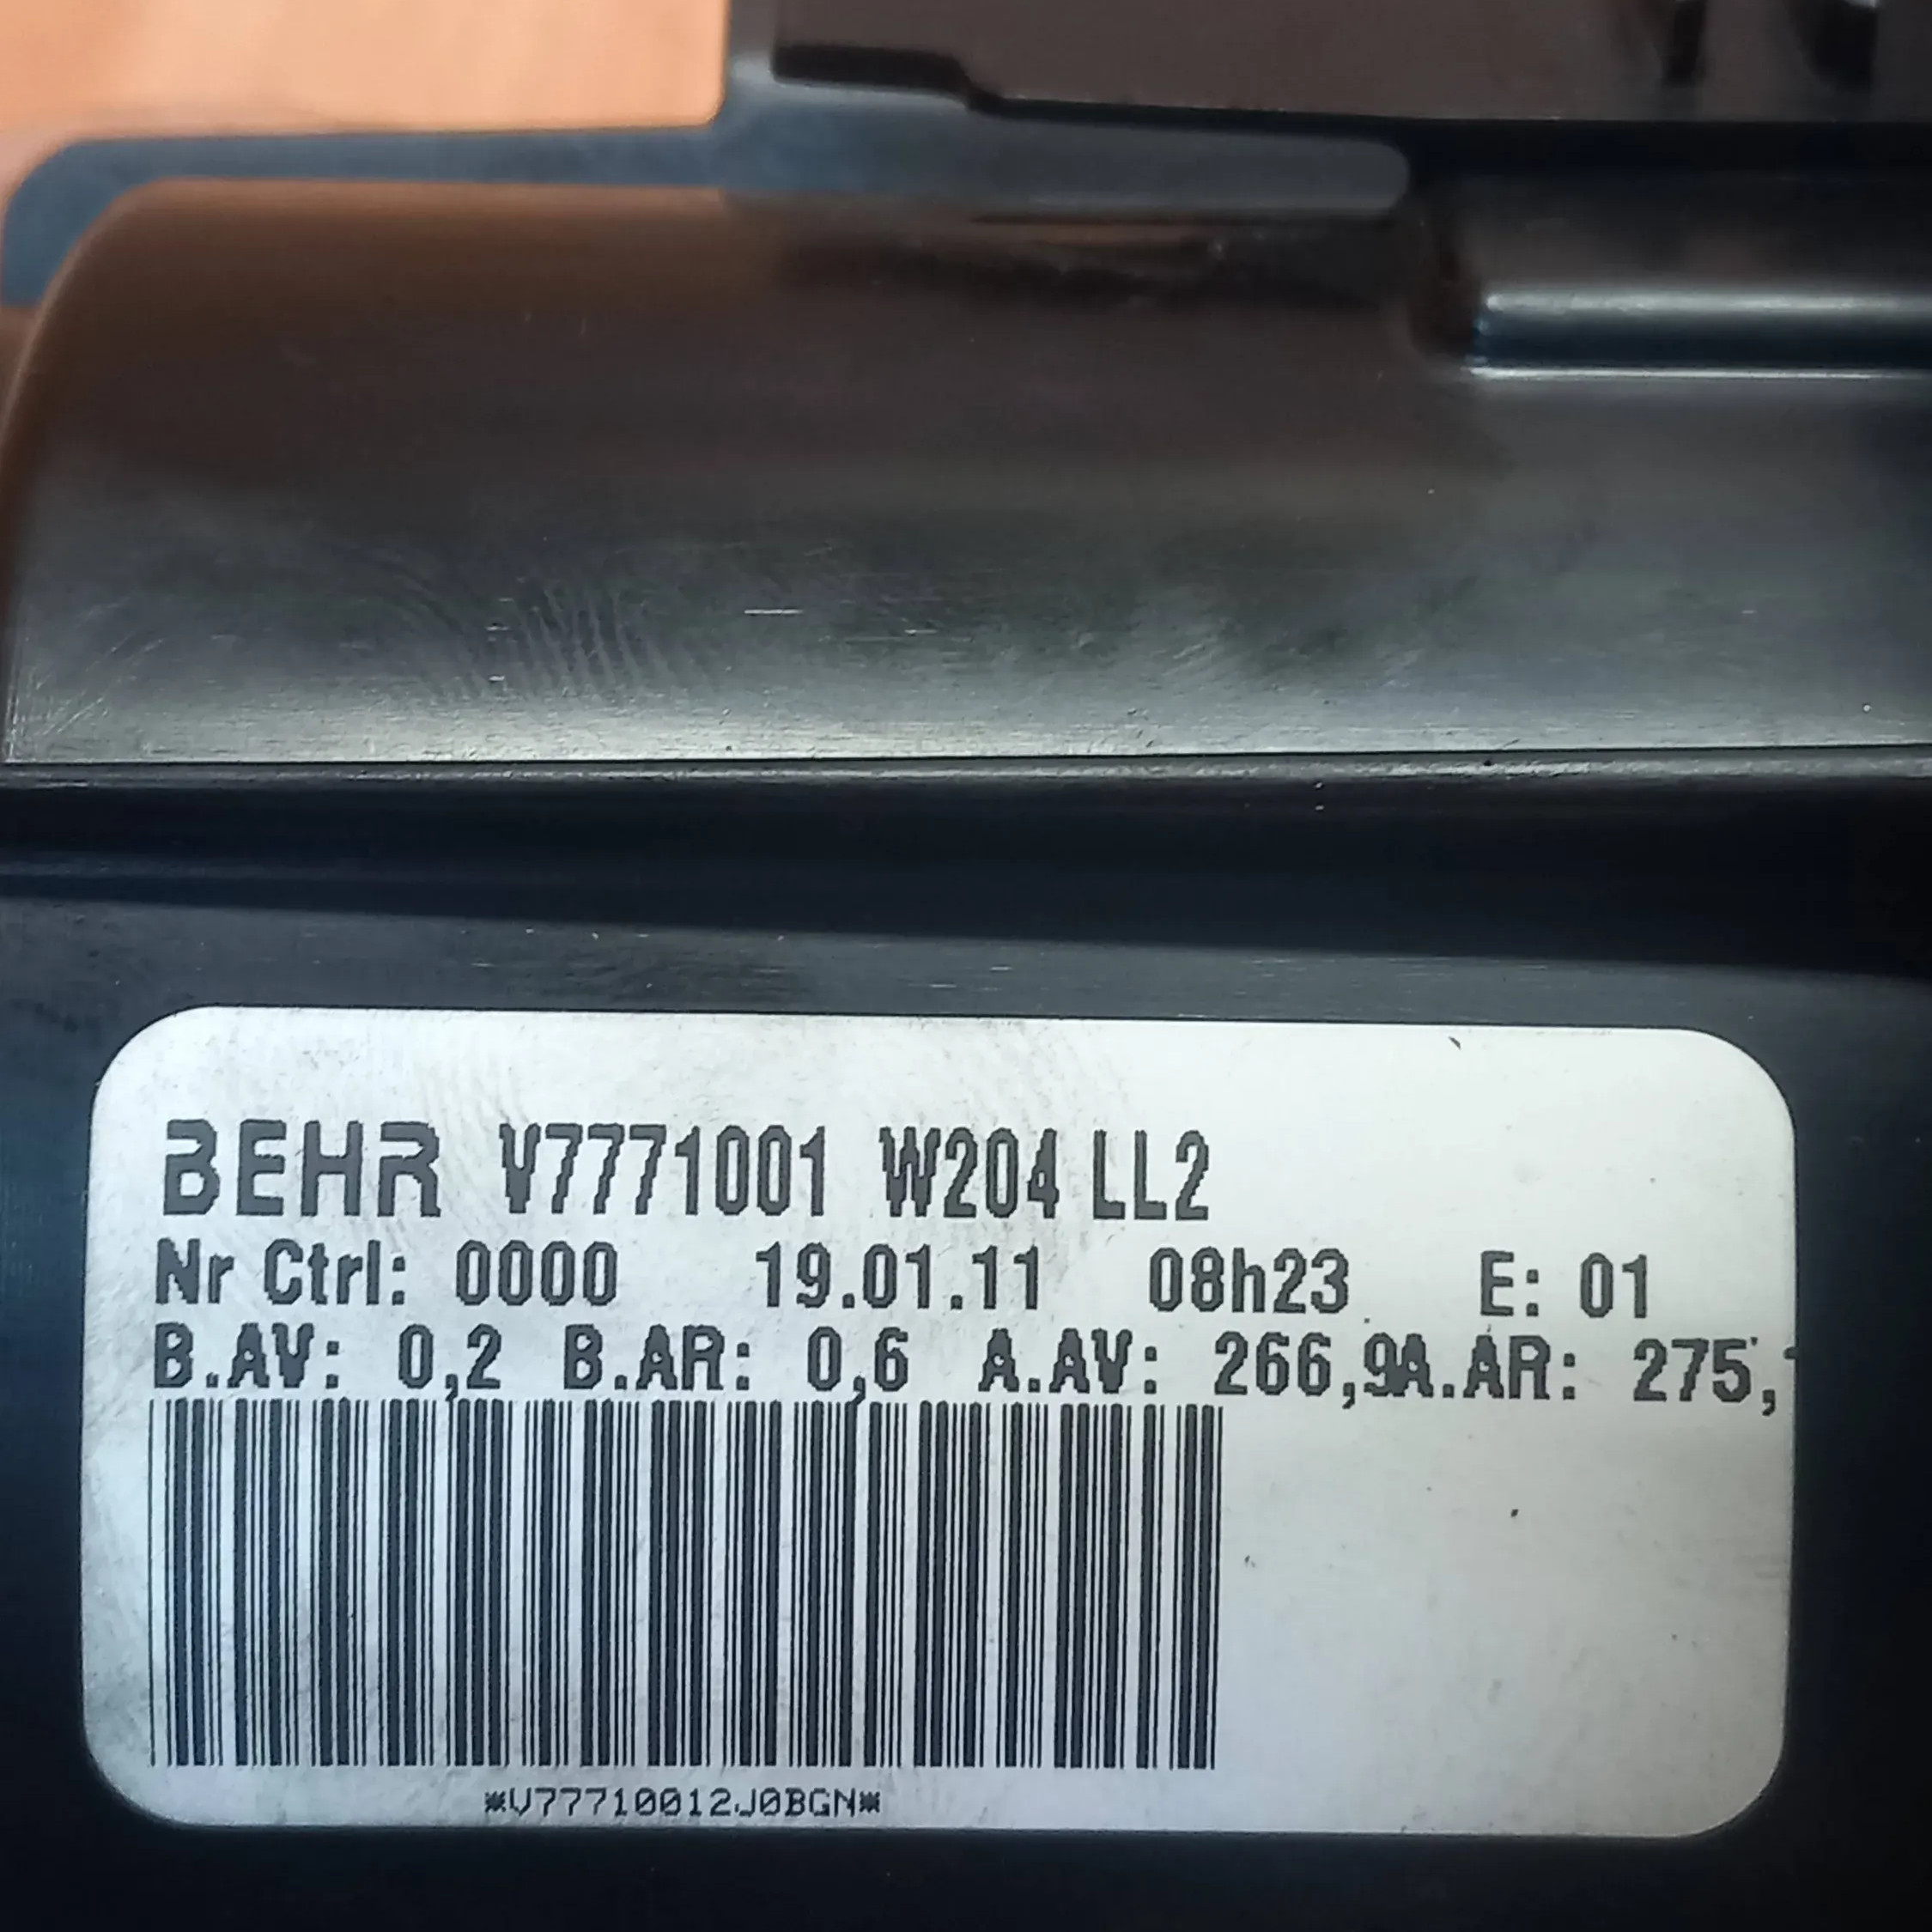 BEHR V7771001 W204 LL2
Nr Ctrl: 0000 19.01.11 08h23 E: 01
B.AV: 0,2 B.AR: 0,6 A.AV: 266,9A.AR: 275,
*V77710012J0BGN*